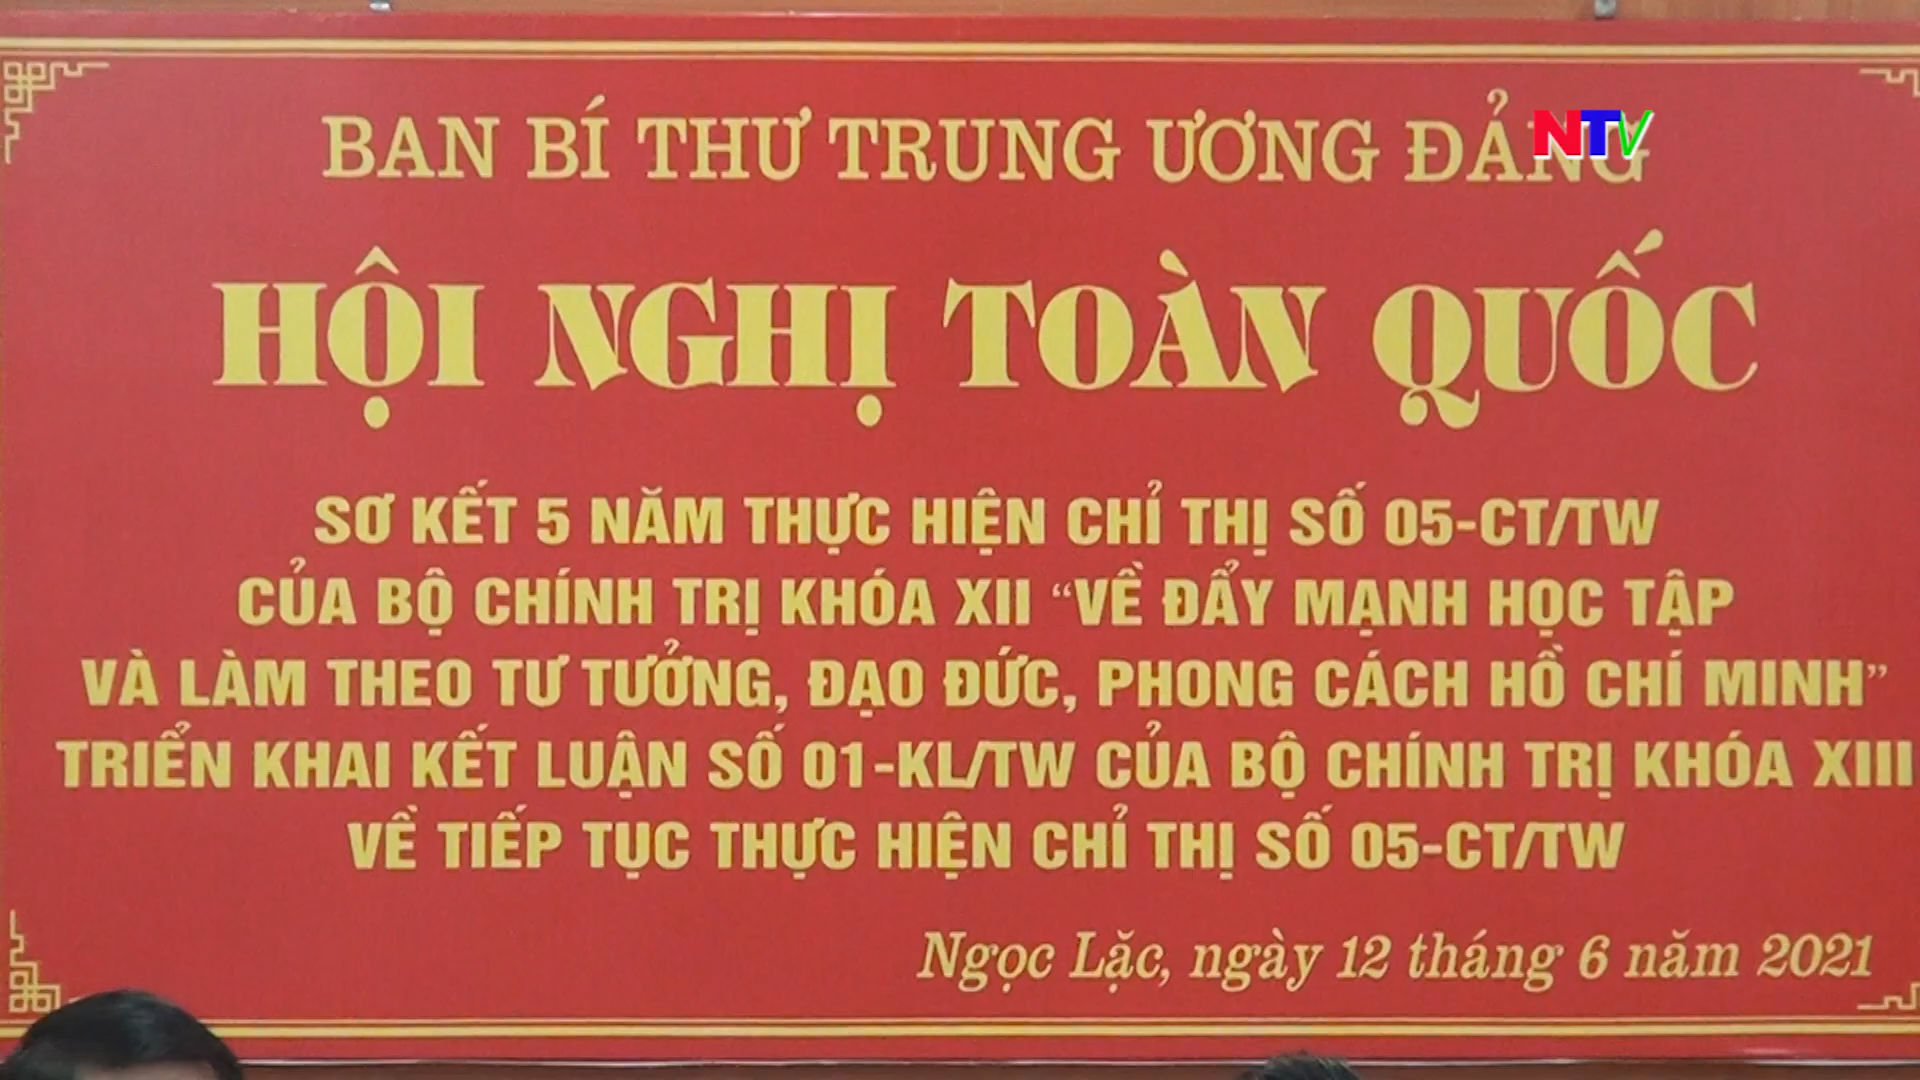 BAN BÍ THƯ TRUNG ƯƠNG ĐẢNG
NTV
HỘI NGHỊ TOÀN QUỐC
SƠ KẾT 5 NĂM THỰC HIỆN CHỈ THỊ SỐ 05-CT/TW
CỦA BỘ CHÍNH TRỊ KHÓA XII “VỀ ĐẨY MẠNH HỌC TẬP
VÀ LÀM THEO TƯ TƯỞNG, ĐẠO ĐỨC, PHONG CÁCH HỒ CHÍ MINH”
TRIỂN KHAI KẾT LUẬN SỐ 01-KL/TW CỦA BỘ CHÍNH TRỊ KHÓA XIII
VỀ TIẾP TỤC THỰC HIỆN CHỈ THỊ SỐ 05-CT/TW
Ngọc Lặc, ngày 12 tháng 6 năm 2021